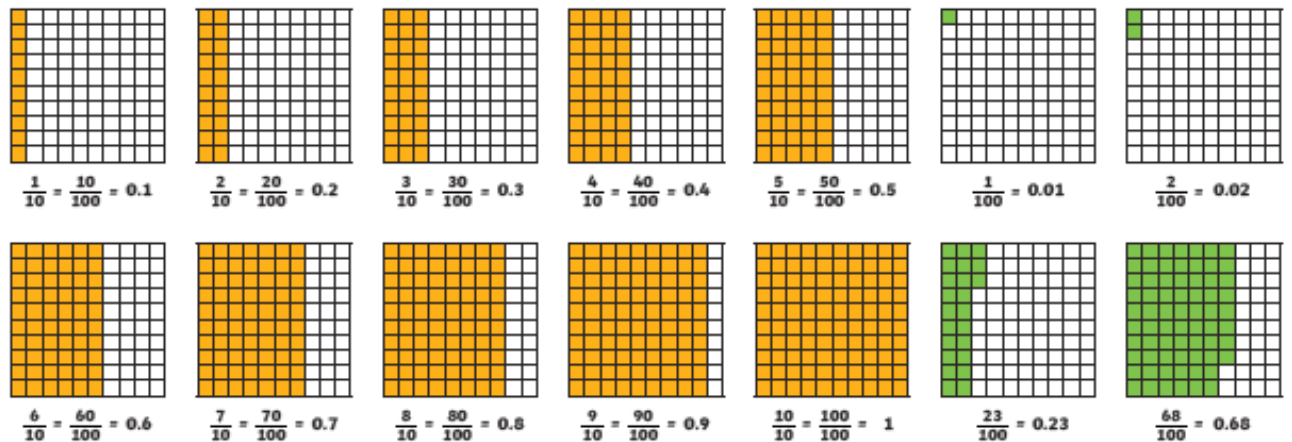 1/10 = 10/100 = 0.1
2/10 = 20/100 = 0.2
3/10 = 30/100 = 0.3
4/10 = 40/100 = 0.4
5/10 = 50/100 = 0.5
1/100 = 0.01
2/100 = 0.02
6/10 = 60/100 = 0.6
7/10 = 70/100 = 0.7
8/10 = 80/100 = 0.8
9/10 = 90/100 = 0.9
10/10 = 100/100 = 1
23/100 = 0.23
68/100 = 0.68